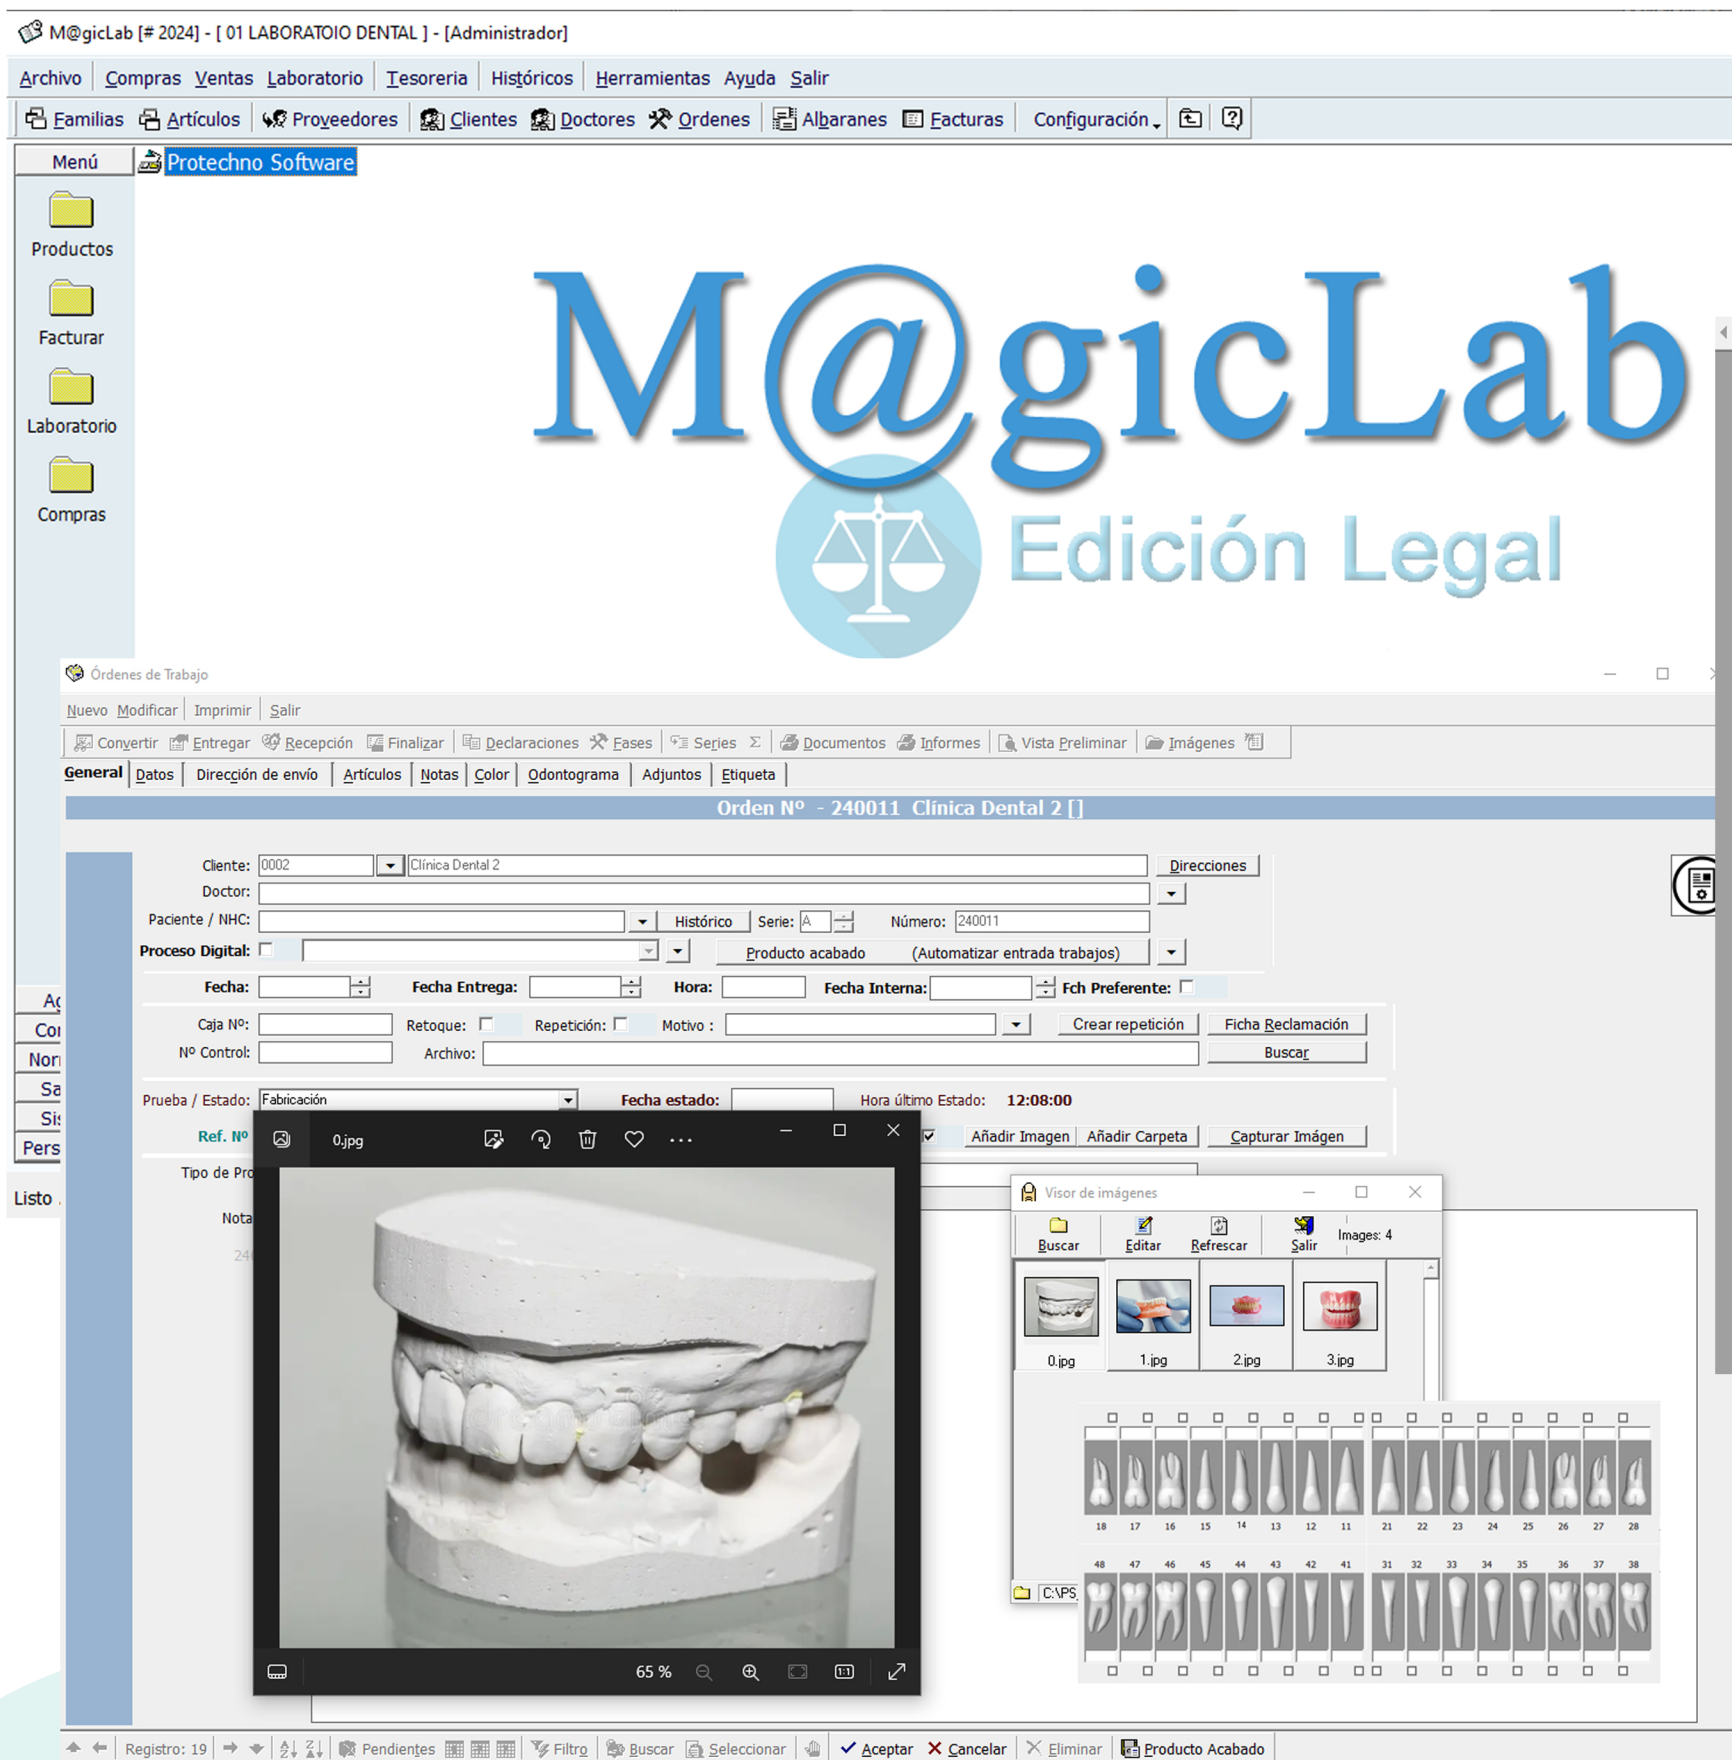 M@gicLab [# 2024] - [ 01 LABORATOIO DENTAL ] - [Administrador]
Archivo Compras Ventas Laboratorio Tesoreria Históricos Herramientas Ayuda Salir
Familias Artículos Proveedores Clientes Doctores Ordenes Albaranes Facturas Configuración
Menú Protechno Software
Productos
Facturar
Laboratorio
Compras
M@gicLab
Edición Legal
Órdenes de Trabajo
Nuevo Modificar Imprimir Salir
Convertir Entregar Recepción Finalizar Declaraciones Fases Series Σ Documentos Informes Vista Preliminar Imágenes
General Datos Dirección de envío Artículos Notas Color Odontograma Adjuntos Etiqueta
Orden Nº - 240011 Clínica Dental 2 []
Cliente: 0002 Clínica Dental 2 Direcciones
Doctor:
Paciente / NHC: Histórico Serie: A Número: 240011
Proceso Digital: Producto acabado (Automatizar entrada trabajos)
Fecha: Fecha Entrega: Hora: Fecha Interna: Fch Preferente:
Caja Nº: Retoque: Repetición: Motivo : Crear repetición Ficha Reclamación
Nº Control: Archivo: Buscar
Prueba / Estado: Fabricación Fecha estado: Hora último Estado: 12:08:00
Ref. Nº Añadir Imagen Añadir Carpeta Capturar Imágen
Tipo de Pro
Nota
24
Co
Nor
Sa
Sis
Pers
Listo
0.jpg
65 %
1:1
Visor de imágenes
Buscar Editar Refrescar Salir Images: 4
0.jpg 1.jpg 2.jpg 3.jpg
C:\PS
18 17 16 15 14 13 12 11 21 22 23 24 25 26 27 28
48 47 46 45 44 43 42 41 31 32 33 34 35 36 37 38
Registro: 19 Pendientes Filtro Buscar Seleccionar Aceptar Cancelar Eliminar Producto Acabado